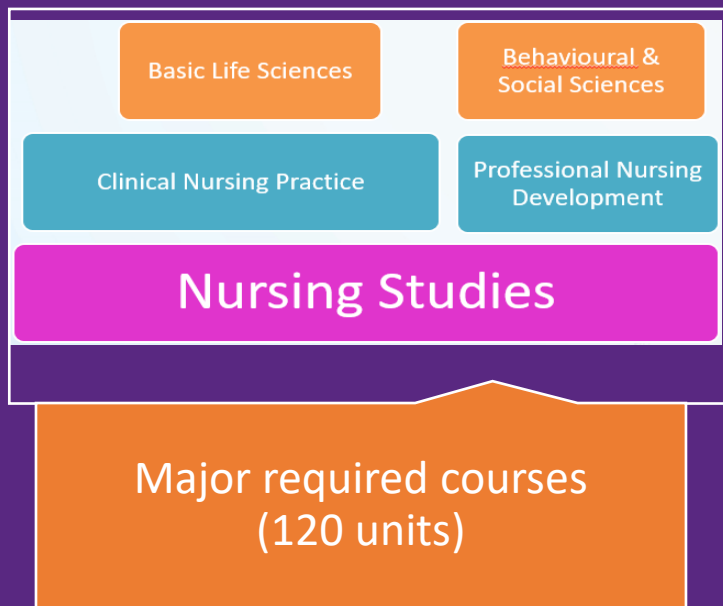 Basic Life Sciences
Behavioural &
Social Sciences
Clinical Nursing Practice
Professional Nursing
Development
Nursing Studies
Major required courses
(120 units)